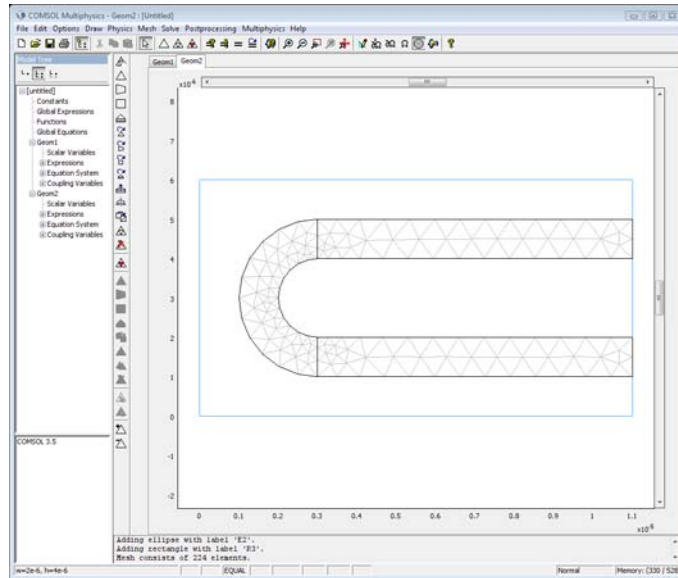 COMSOL Multiphysics - Geom2 : [Untitled]
File Edit Options Draw Physics Mesh Solve Postprocessing Multiphysics Help
Model Tree
Geom1 Geom2
[untitled]
Constants
Global Expressions
Functions
Global Equations
Geom1
Scalar Variables
Expressions
Equation System
Coupling Variables
Geom2
Scalar Variables
Expressions
Equation System
Coupling Variables
8
7
6
5
4
3
2
1
0
-1
-2
0 0.1 0.2 0.3 0.4 0.5 0.6 0.7 0.8 0.9 1 1.1
COMSOL 3.5
Adding ellipse with label 'E2'.
Adding rectangle with label 'R3'.
Mesh consists of 224 elements.
w=2e-6, h=4e-6 EQUAL Normal Memory: (330 / 528